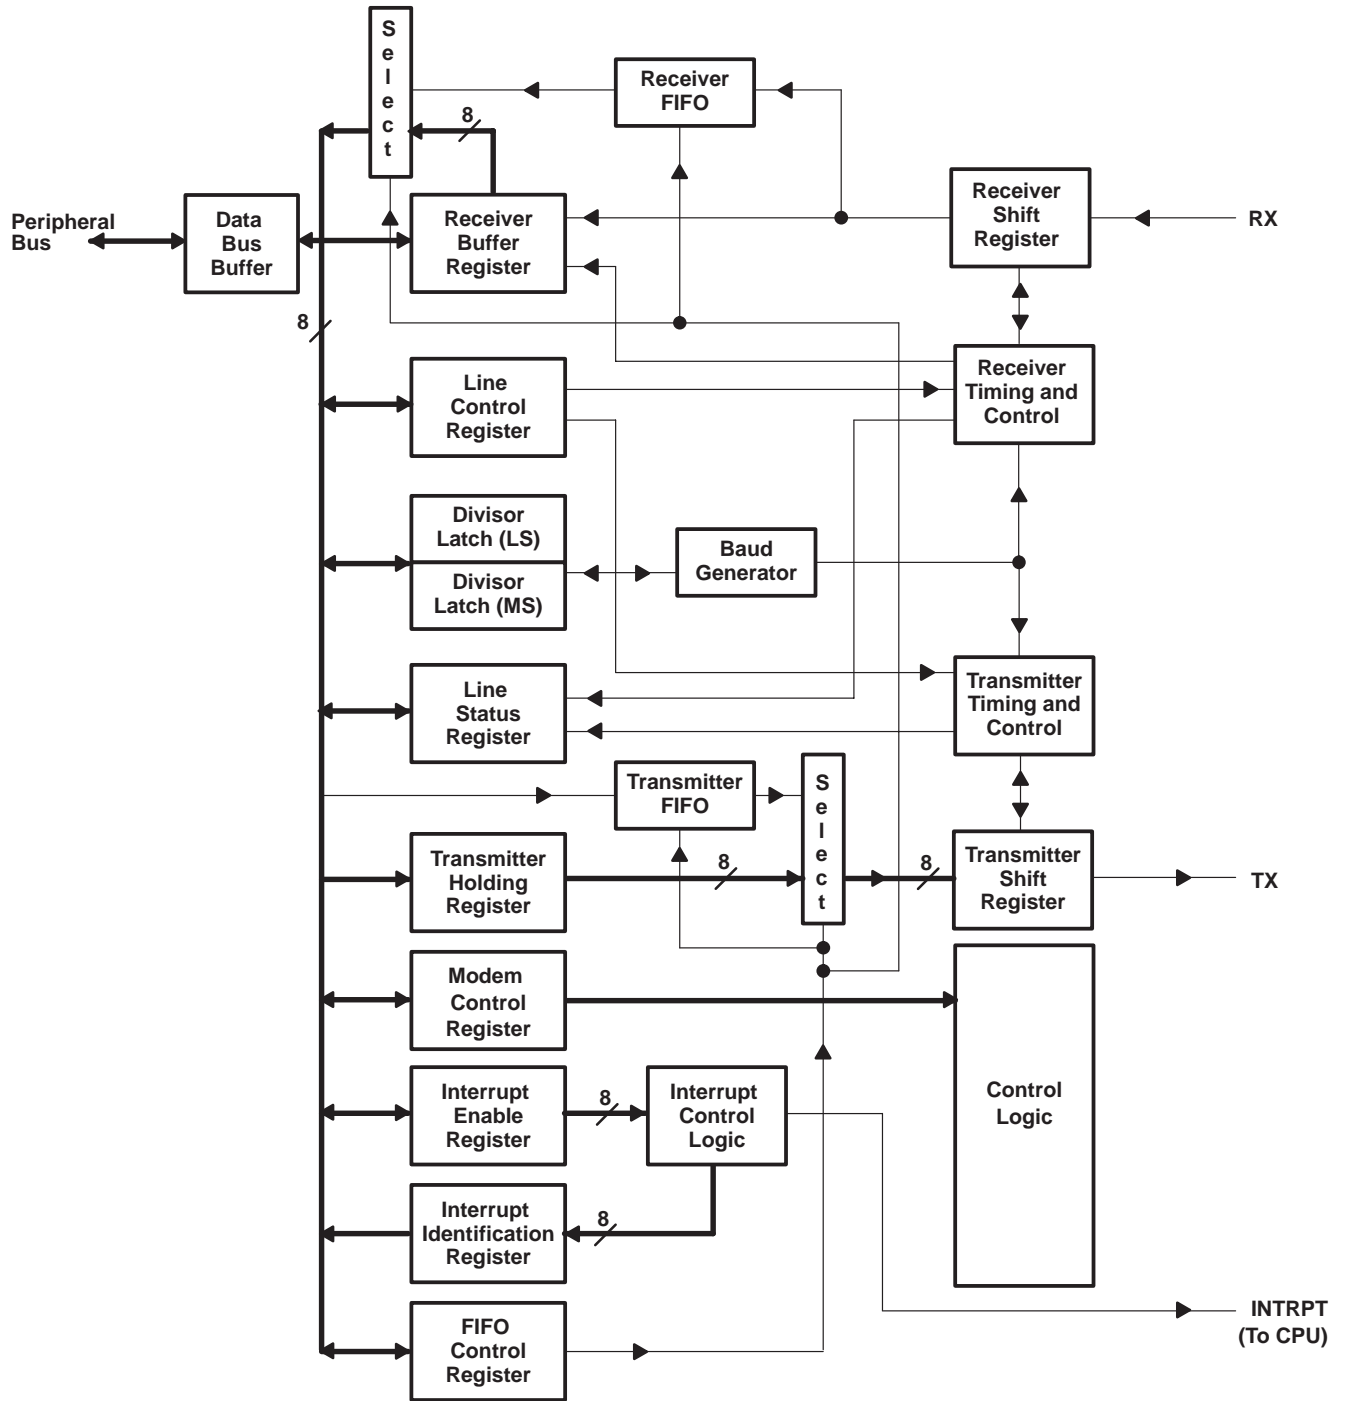 S
e
l
e
c
t
Receiver
FIFO
8
Peripheral
Bus
Data
Bus
Buffer
Receiver
Buffer
Register
Receiver
Shift
Register
RX
8
Line
Control
Register
Receiver
Timing and
Control
Divisor
Latch (LS)
Divisor
Latch (MS)
Baud
Generator
Line
Status
Register
Transmitter
Timing and
Control
Transmitter
FIFO
S
e
l
e
c
t
Transmitter
Holding
Register
8
8
Transmitter
Shift
Register
TX
Modem
Control
Register
Control
Logic
Interrupt
Enable
Register
8
Interrupt
Control
Logic
Interrupt
Identification
Register
8
INTRPT
(To CPU)
FIFO
Control
Register